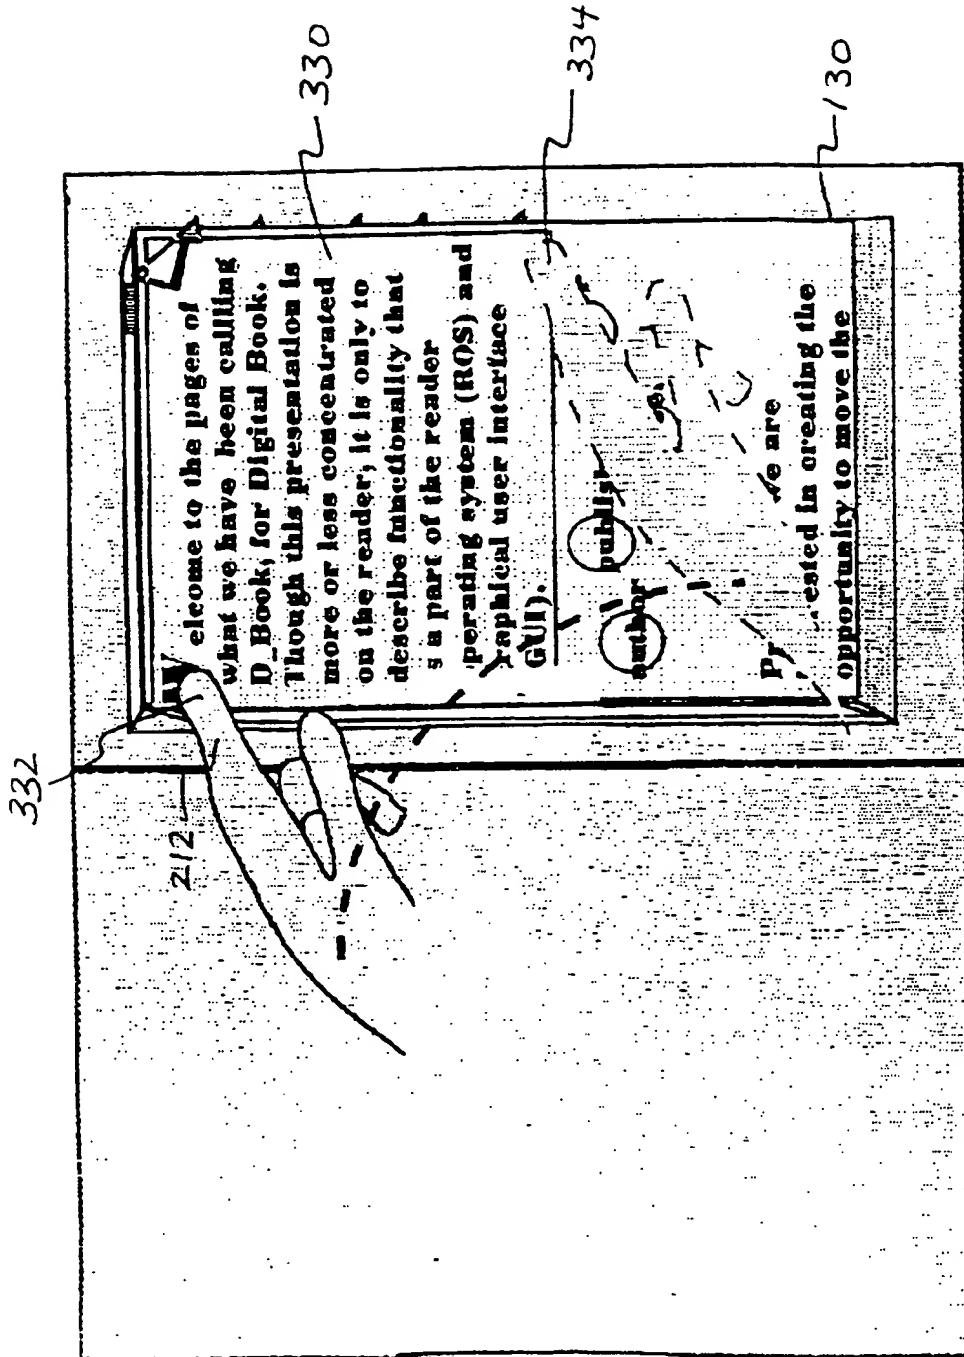 330
334
130
332
212
W
elcome to the pages of
what we have been callling
D_Book, for Digital Book.
Though this presentation is
more or less concentrated
on the reader, it is only to
describe functionality that
s a part of the reader
perating system (ROS) and
raphical user interface
GUI).
author publisr
Pr We are
ested in creating the
opportunity to move the